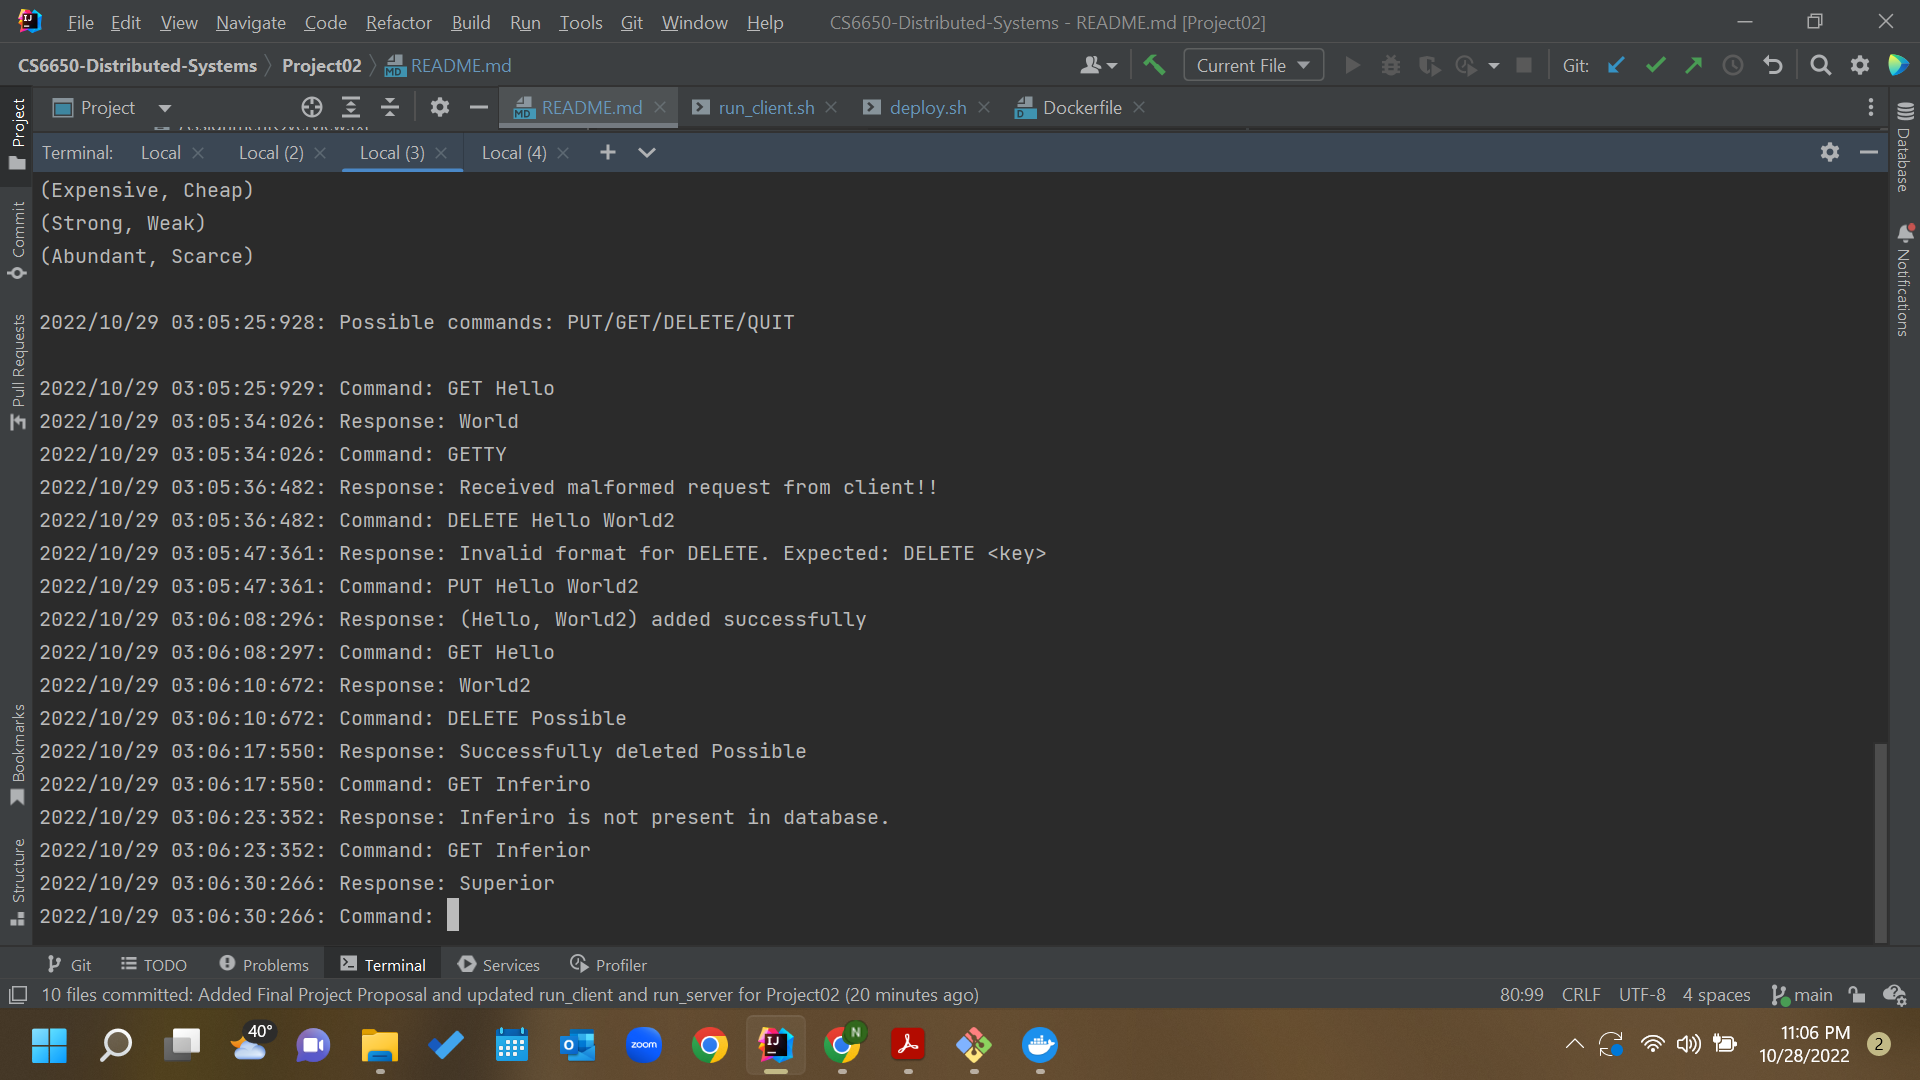 File Edit View Navigate Code Refactor Build Run Tools Git Window Help CS6650-Distributed-Systems - README.md [Project02]
CS6650-Distributed-Systems Project02 README.md Current File Git:
Project README.md run_client.sh deploy.sh Dockerfile
Terminal: Local Local (2) Local (3) Local (4)
(Expensive, Cheap)
(Strong, Weak)
(Abundant, Scarce)
2022/10/29 03:05:25:928: Possible commands: PUT/GET/DELETE/QUIT
2022/10/29 03:05:25:929: Command: GET Hello
2022/10/29 03:05:34:026: Response: World
2022/10/29 03:05:34:026: Command: GETTY
2022/10/29 03:05:36:482: Response: Received malformed request from client!!
2022/10/29 03:05:36:482: Command: DELETE Hello World2
2022/10/29 03:05:47:361: Response: Invalid format for DELETE. Expected: DELETE <key>
2022/10/29 03:05:47:361: Command: PUT Hello World2
2022/10/29 03:06:08:296: Response: (Hello, World2) added successfully
2022/10/29 03:06:08:297: Command: GET Hello
2022/10/29 03:06:10:672: Response: World2
2022/10/29 03:06:10:672: Command: DELETE Possible
2022/10/29 03:06:17:550: Response: Successfully deleted Possible
2022/10/29 03:06:17:550: Command: GET Inferiro
2022/10/29 03:06:23:352: Response: Inferiro is not present in database.
2022/10/29 03:06:23:352: Command: GET Inferior
2022/10/29 03:06:30:266: Response: Superior
2022/10/29 03:06:30:266: Command:
Project
Commit
Pull Requests
Bookmarks
Structure
Database
Notifications
Git TODO Problems Terminal Services Profiler
10 files committed: Added Final Project Proposal and updated run_client and run_server for Project02 (20 minutes ago) 80:99 CRLF UTF-8 4 spaces main
40° zoom IJ N 11:06 PM
10/28/2022 2